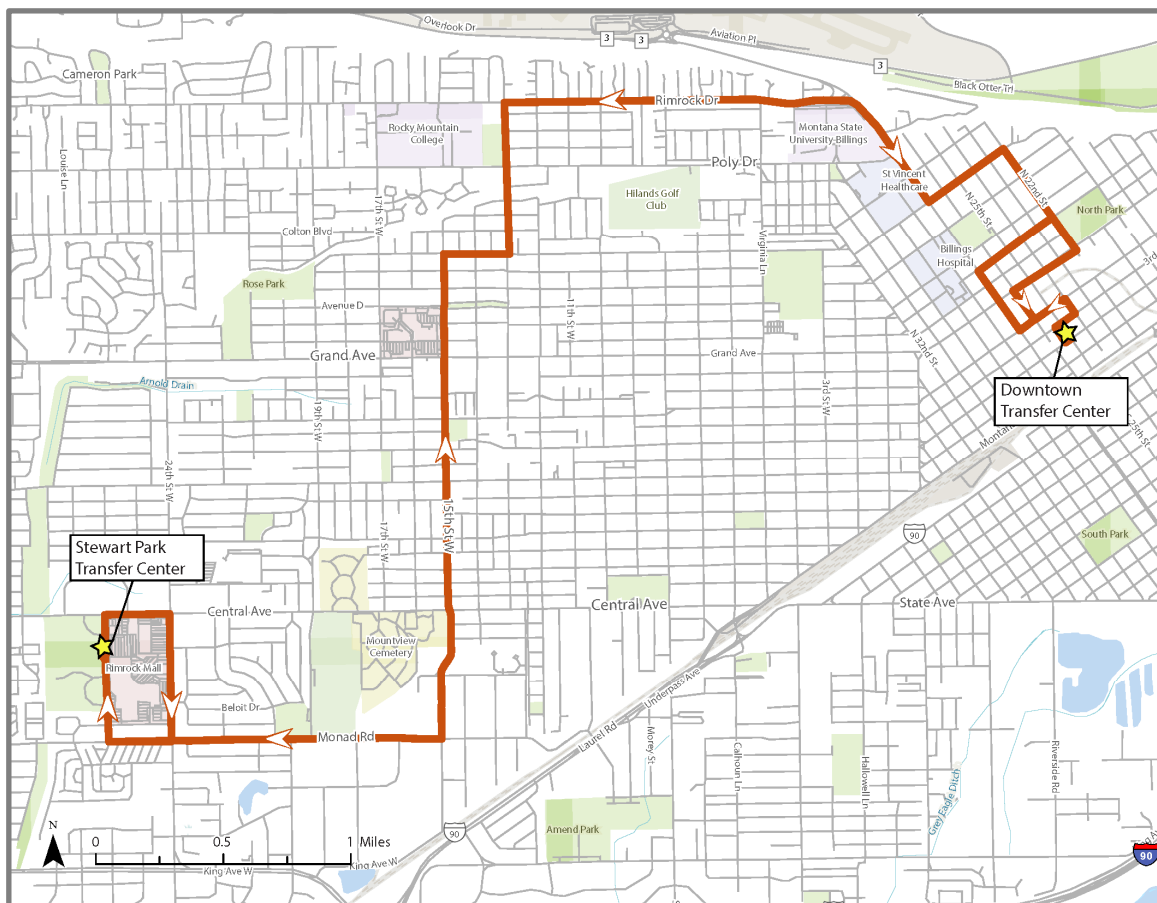 Overlook Dr
3
3
Aviation Pl
3
Cameron Park
Black Otter Trl
Rimrock Dr
Rocky Mountain
College
Montana State
University-Billings
Louise Ln
Poly Dr
St Vincent
Healthcare
N 22nd St
17th St W
Hilands Golf
Club
N 25th St
North Park
Colton Blvd
Virginia Ln
Billings
Hospital
3rd
Rose Park
Avenue D
11th St W
N 32nd St
Grand Ave
Grand Ave
Arnold Drain
Downtown
Transfer Center
19th St W
3rd St W
25th St
24th St W
15th St W
17th St W
90
South Park
Stewart Park
Transfer Center
Central Ave
Central Ave
State Ave
Mountview
Cemetery
Rimrock Mall
Beloit Dr
Underpass Ave
Monad Rd
Laurel Rd
Morey St
Calhoun Ln
Hallowell Ln
Riverside Rd
Grey Eagle Ditch
N
0
0.5
1 Miles
90
Amend Park
King Ave W
King Ave W
90